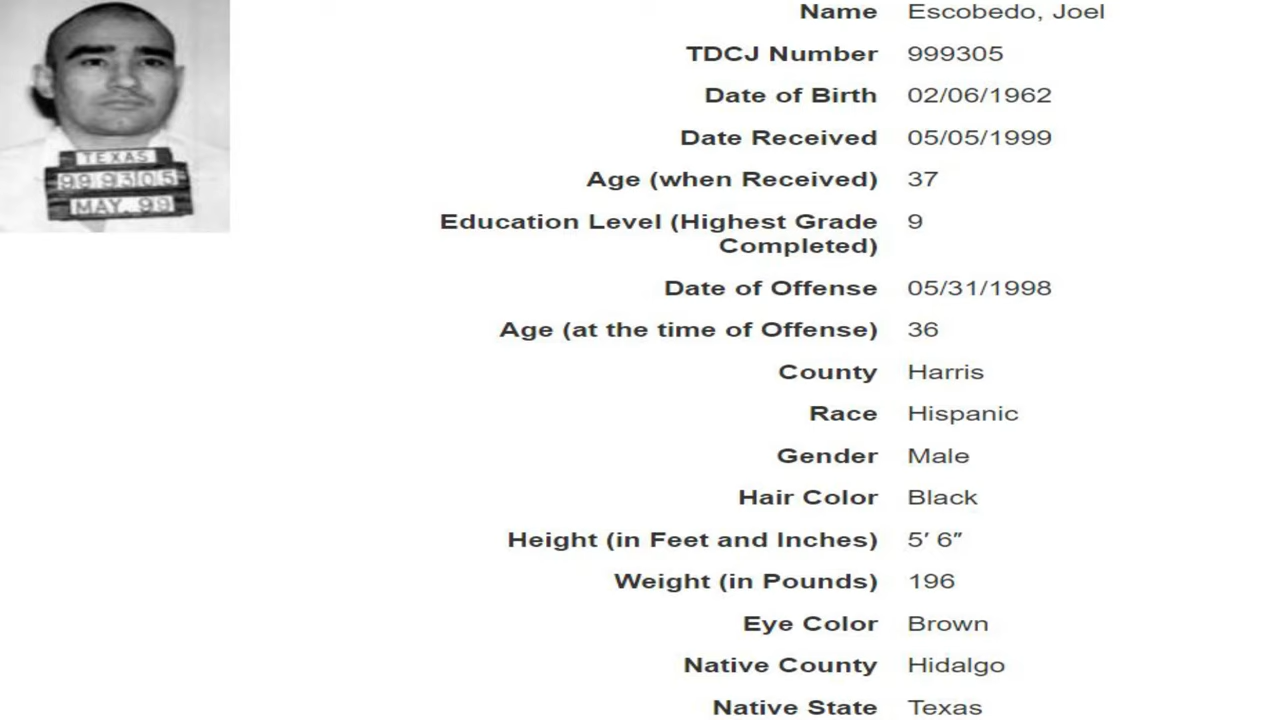 Name Escobedo, Joel
TDCJ Number 999305
Date of Birth 02/06/1962
Date Received 05/05/1999
Age (when Received) 37
Education Level (Highest Grade 9
Completed)
Date of Offense 05/31/1998
Age (at the time of Offense) 36
County Harris
Race Hispanic
Gender Male
Hair Color Black
Height (in Feet and Inches) 5′ 6″
Weight (in Pounds) 196
Eye Color Brown
Native County Hidalgo
Native State Texas
TEXAS
999305
MAY. 99